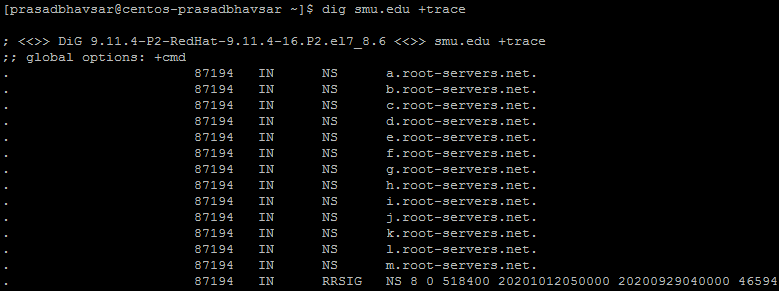 [prasadbhavsar@centos-prasadbhavsar ~]$ dig smu.edu +trace
; <<>> DiG 9.11.4-P2-RedHat-9.11.4-16.P2.el7_8.6 <<>> smu.edu +trace
;; global options: +cmd
. 87194 IN NS a.root-servers.net.
. 87194 IN NS b.root-servers.net.
. 87194 IN NS c.root-servers.net.
. 87194 IN NS d.root-servers.net.
. 87194 IN NS e.root-servers.net.
. 87194 IN NS f.root-servers.net.
. 87194 IN NS g.root-servers.net.
. 87194 IN NS h.root-servers.net.
. 87194 IN NS i.root-servers.net.
. 87194 IN NS j.root-servers.net.
. 87194 IN NS k.root-servers.net.
. 87194 IN NS l.root-servers.net.
. 87194 IN NS m.root-servers.net.
. 87194 IN RRSIG NS 8 0 518400 20201012050000 20200929040000 46594